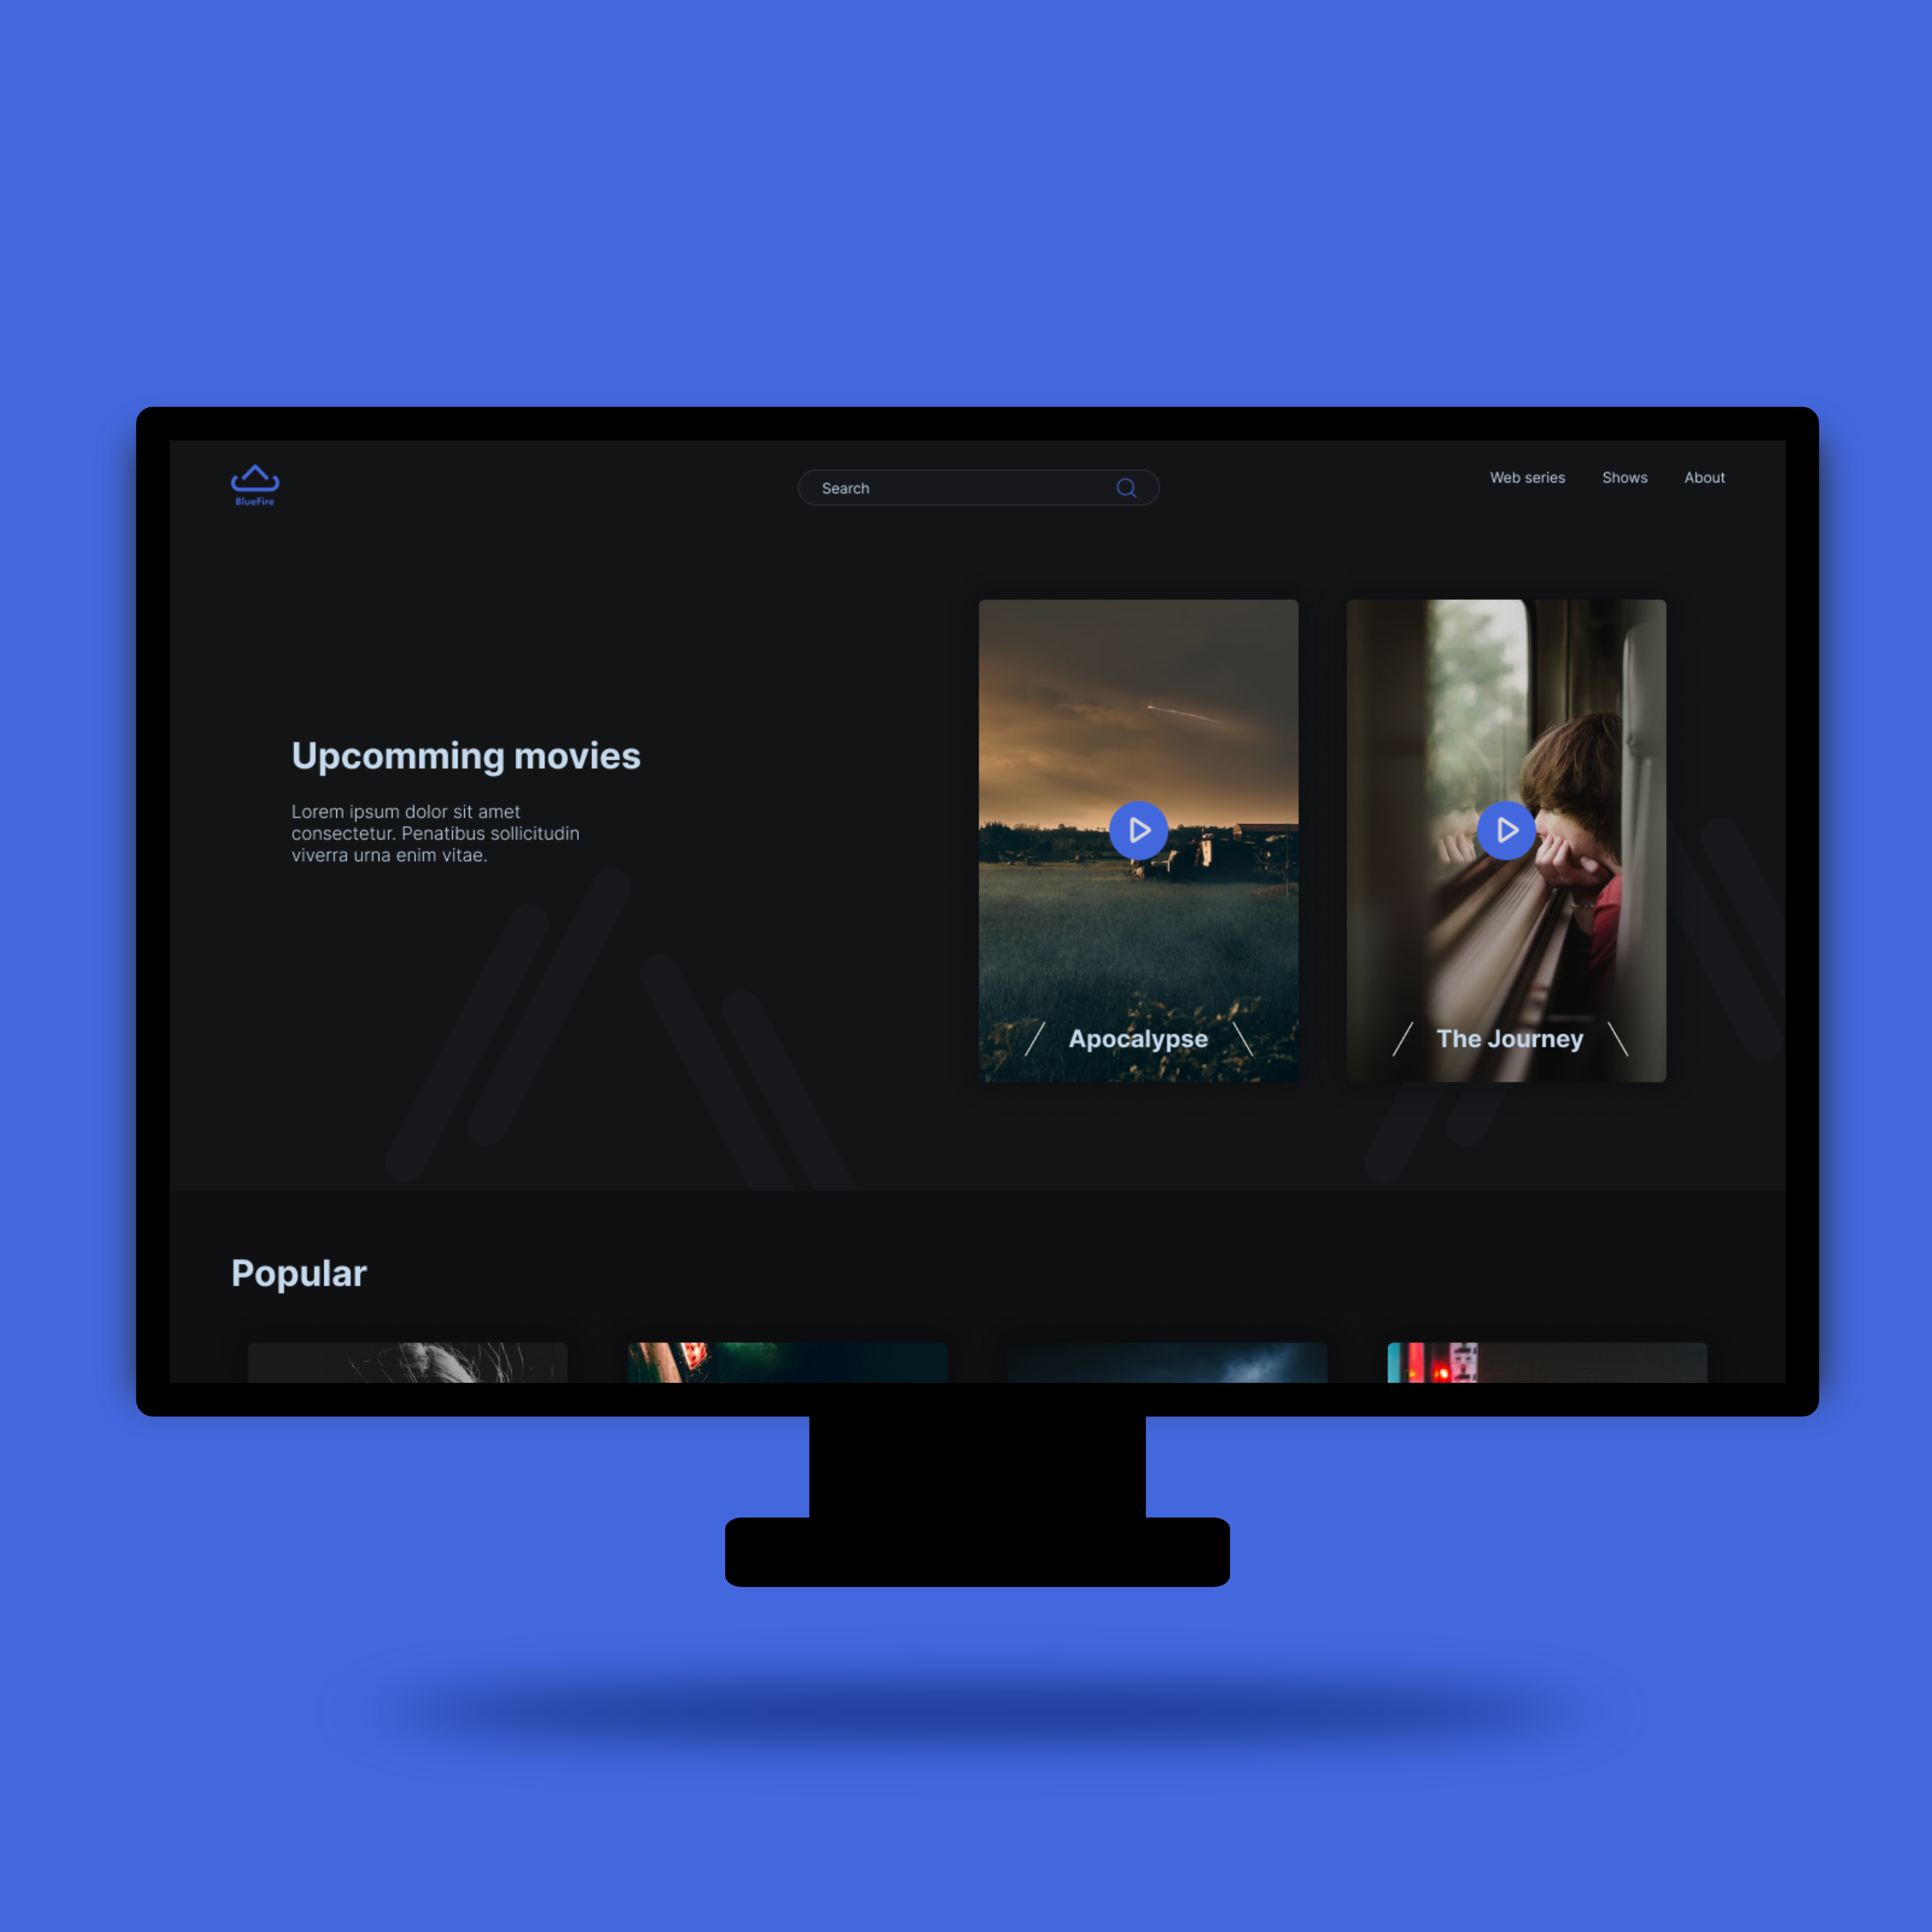 BlueFire
Search
Web series
Shows
About
Upcomming movies
Lorem ipsum dolor sit amet
consectetur. Penatibus sollicitudin
viverra urna enim vitae.
Apocalypse
The Journey
Popular